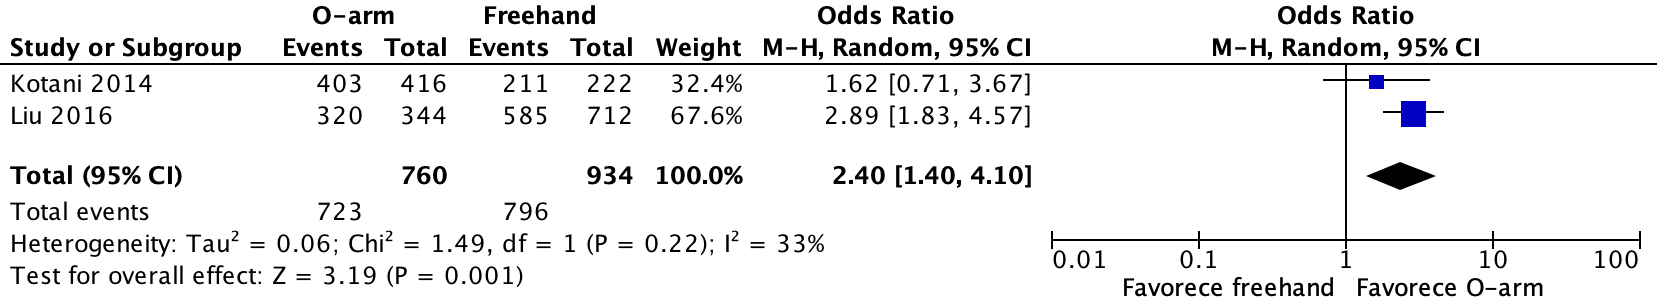 O-arm Freehand Odds Ratio Odds Ratio
Study or Subgroup Events Total Events Total Weight M-H, Random, 95% CI M-H, Random, 95% CI
Kotani 2014 403 416 211 222 32.4% 1.62 [0.71, 3.67]
Liu 2016 320 344 585 712 67.6% 2.89 [1.83, 4.57]
Total (95% CI) 760 934 100.0% 2.40 [1.40, 4.10]
Total events 723 796
Heterogeneity: Tau² = 0.06; Chi² = 1.49, df = 1 (P = 0.22); I² = 33%
Test for overall effect: Z = 3.19 (P = 0.001)
0.01 0.1 1 10 100
Favorece freehand Favorece O-arm